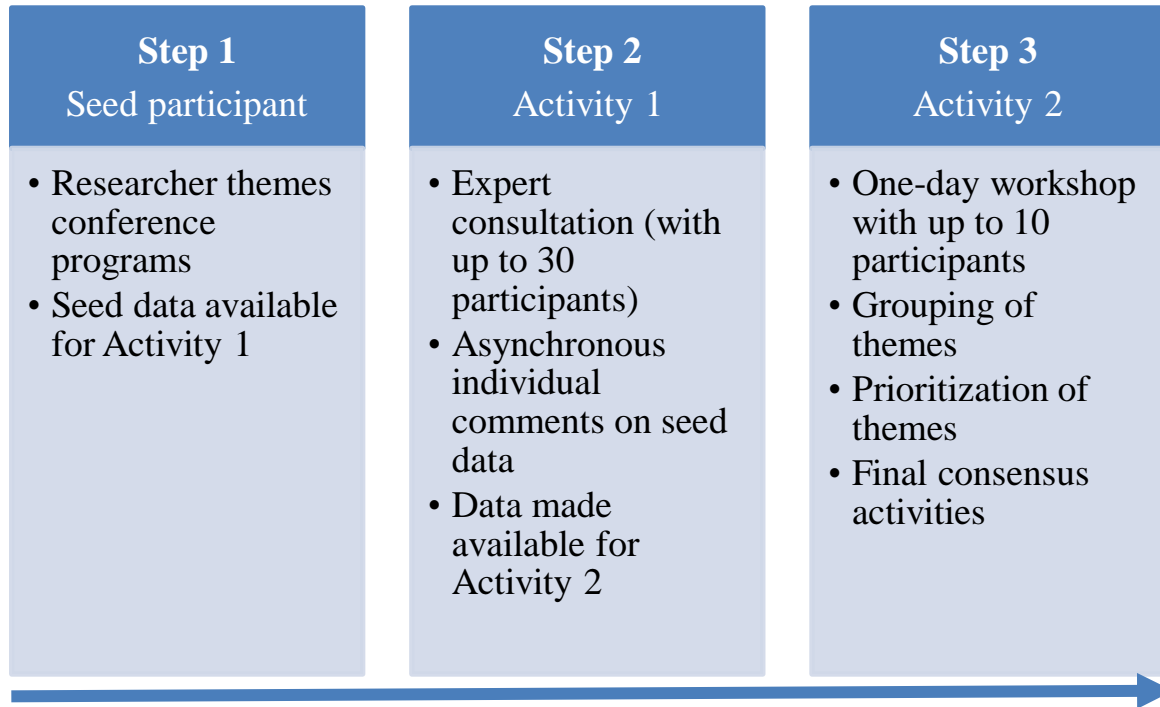 Step 1
Seed participant
• Researcher themes
conference
programs
• Seed data available
for Activity 1
Step 2
Activity 1
• Expert
consultation (with
up to 30
participants)
• Asynchronous
individual
comments on seed
data
• Data made
available for
Activity 2
Step 3
Activity 2
• One-day workshop
with up to 10
participants
• Grouping of
themes
• Prioritization of
themes
• Final consensus
activities